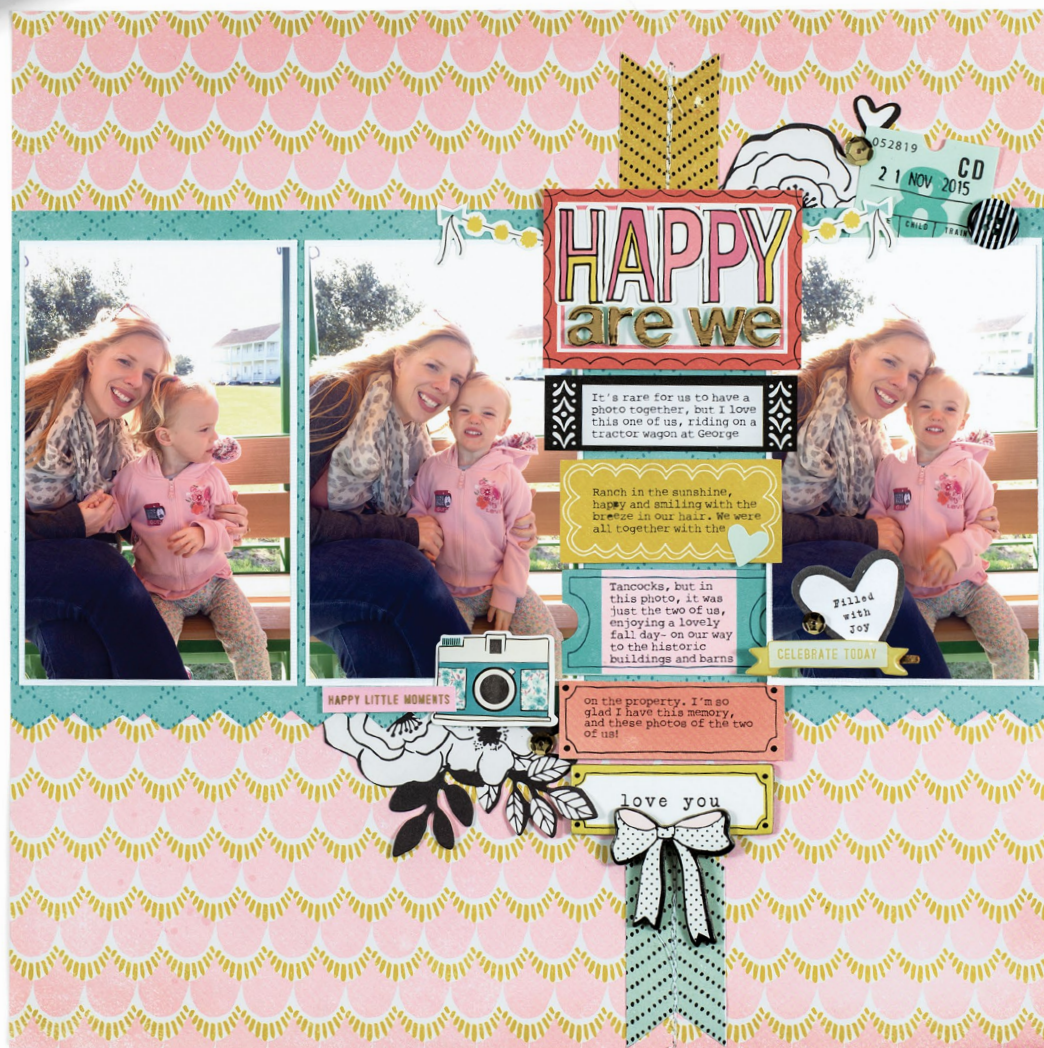 052819
CD
21 NOV 2015
8
CHILD
TRAIN
HAPPY
are we
It's rare for us to have a
photo together, but I love
this one of us, riding on a
tractor wagon at George
Ranch in the sunshine,
happy and smiling with the
breeze in our hair. We were
all together with the
Tancocks, but in
this photo, it was
just the two of us,
enjoying a lovely
fall day- on our way
to the historic
buildings and barns
Filled
with
Joy
CELEBRATE TODAY
HAPPY LITTLE MOMENTS
on the property. I'm so
glad I have this memory,
and these photos of the two
of us!
love you